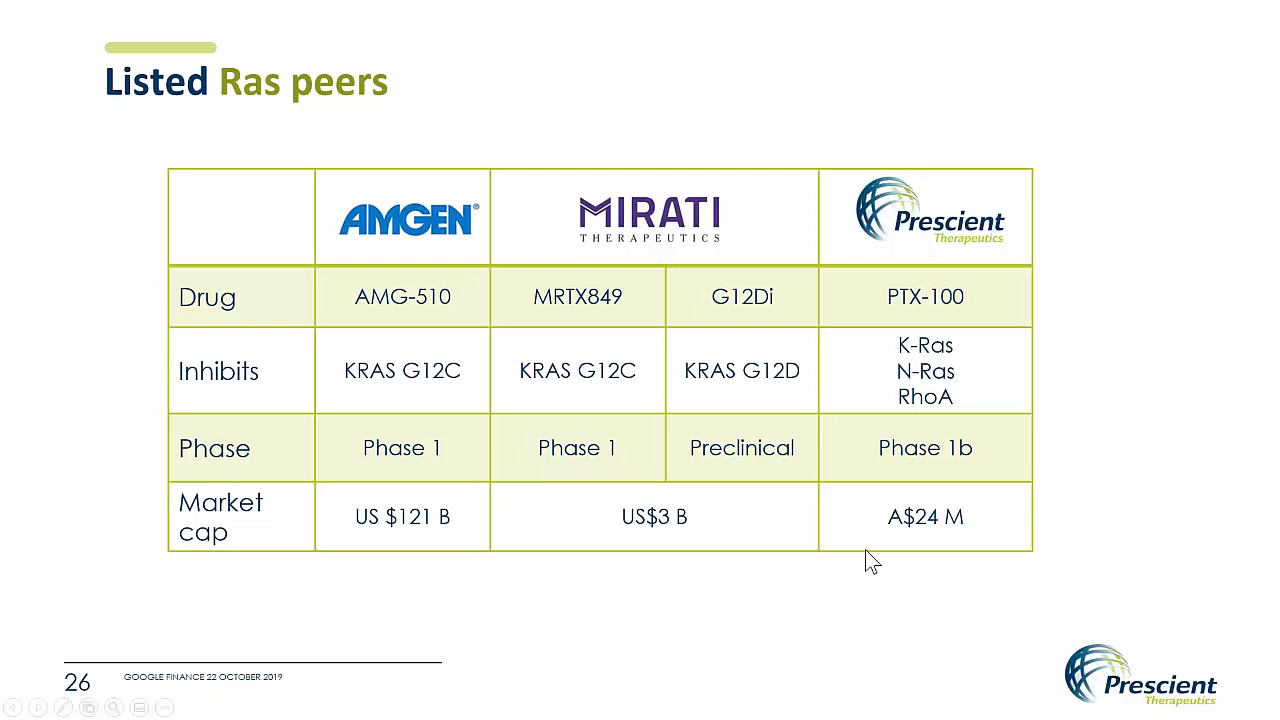 Listed Ras peers
AMGEN®
MIRATI
THERAPEUTICS
Prescient
Therapeutics
Drug
AMG-510
MRTX849
G12Di
PTX-100
Inhibits
KRAS G12C
KRAS G12C
KRAS G12D
K-Ras
N-Ras
RhoA
Phase
Phase 1
Phase 1
Preclinical
Phase 1b
Market
cap
US $121 B
US$3 B
A$24 M
26
GOOGLE FINANCE 22 OCTOBER 2019
Prescient
Therapeutics